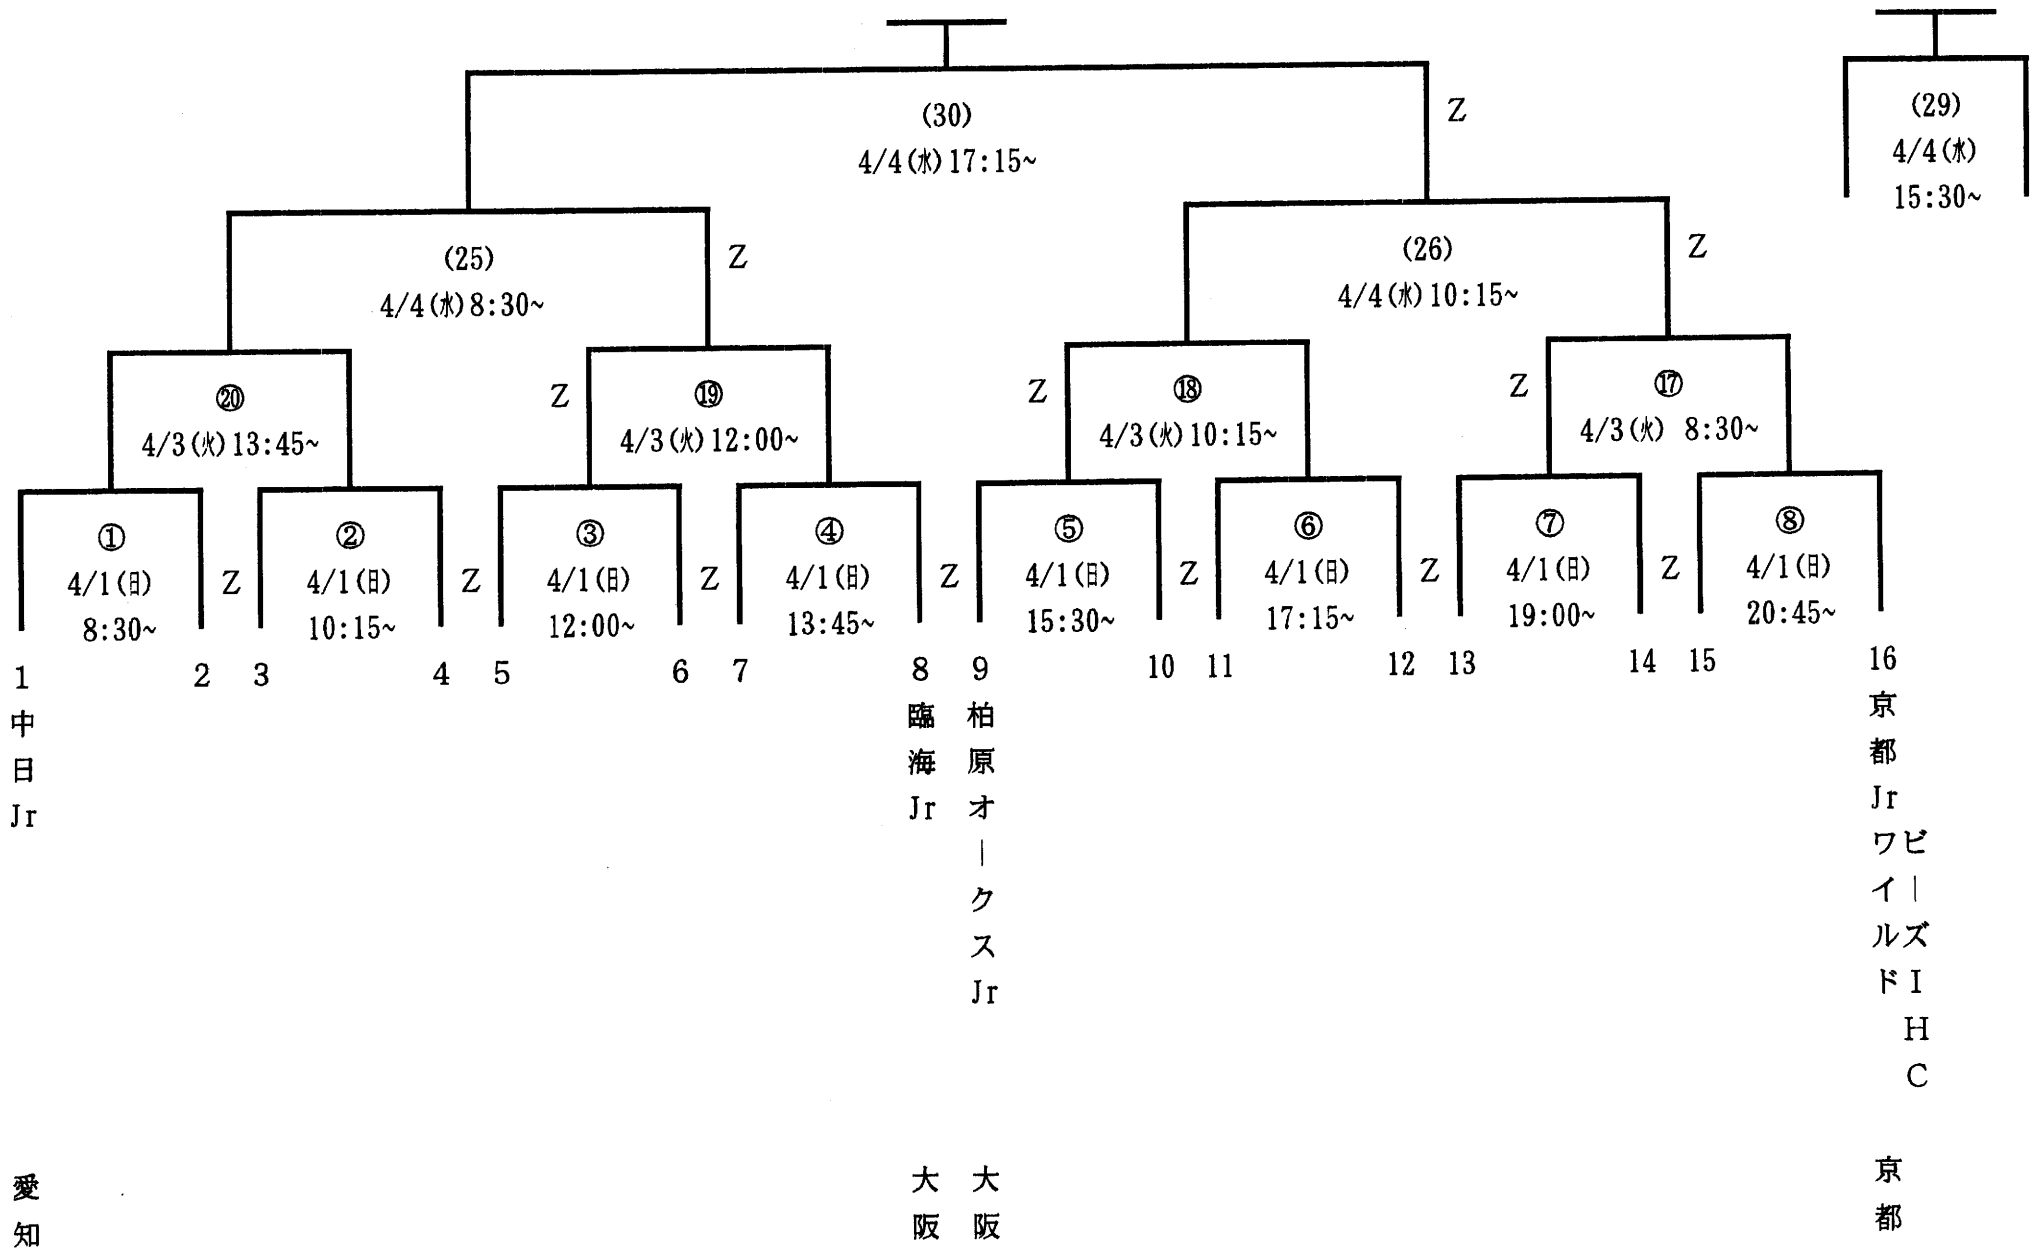 (30)
Z
4/4(水)17:15~
(29)
4/4(水)
15:30~
(25)
Z
4/4(水)8:30~
(26)
Z
4/4(水)10:15~
⑳
4/3(火)13:45~
Z
⑲
4/3(火)12:00~
Z
⑱
4/3(火)10:15~
Z
⑰
4/3(火) 8:30~
①
4/1(日)
8:30~
Z
②
4/1(日)
10:15~
Z
③
4/1(日)
12:00~
Z
④
4/1(日)
13:45~
Z
⑤
4/1(日)
15:30~
Z
⑥
4/1(日)
17:15~
Z
⑦
4/1(日)
19:00~
Z
⑧
4/1(日)
20:45~
1 2 3 4 5 6 7 8 9 10 11 12 13 14 15 16
中日Jr
臨海Jr
柏原オークスJr
京都Jrワイルド
ビーズIHC
愛知
大阪
大阪
京都